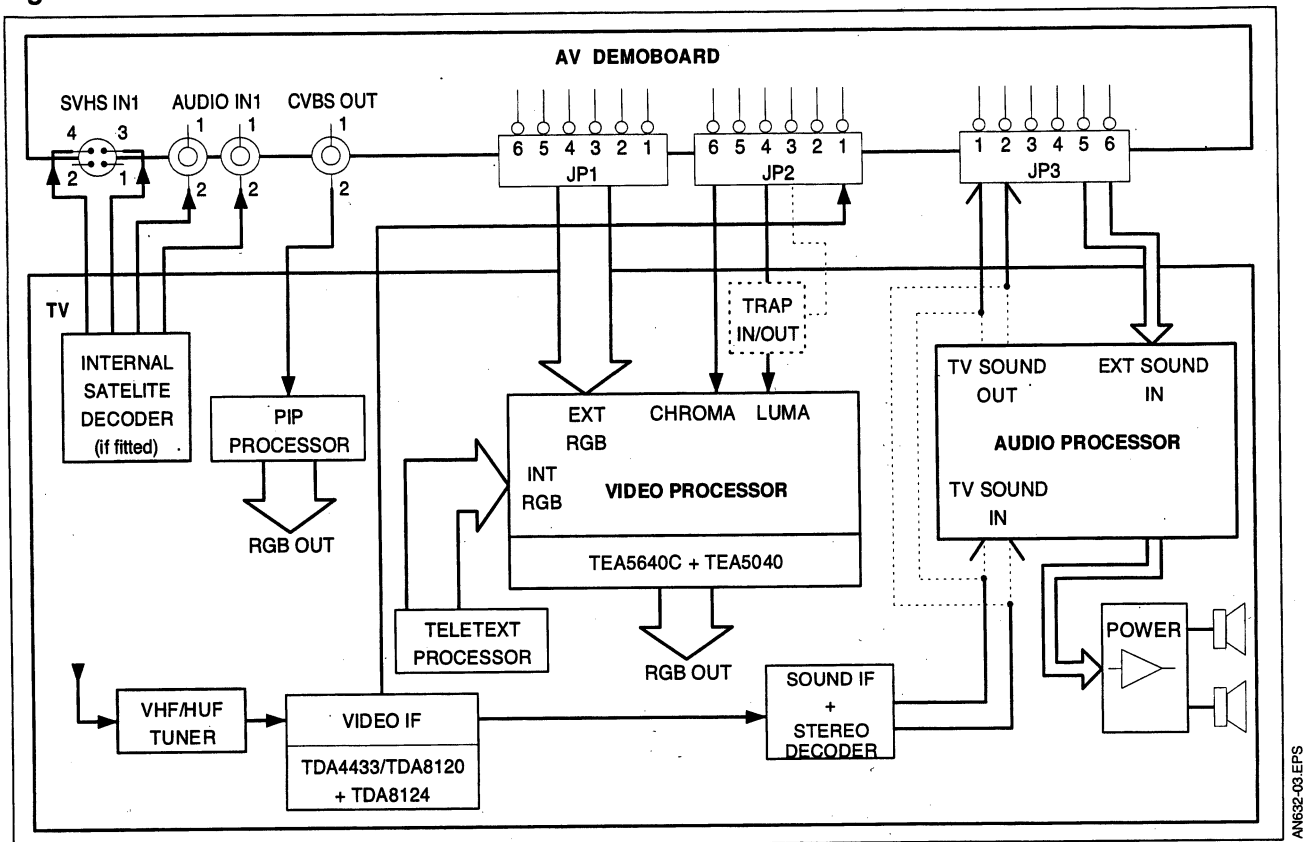 AV DEMOBOARD
SVHS IN1
AUDIO IN1
CVBS OUT
4 3
2 1
1
2
1
2
1
2
6 5 4 3 2 1
JP1
6 5 4 3 2 1
JP2
1 2 3 4 5 6
JP3
TV
INTERNAL
SATELITE
DECODER
(if fitted)
PIP
PROCESSOR
RGB OUT
TRAP
IN/OUT
EXT
RGB
CHROMA
LUMA
INT
RGB
VIDEO PROCESSOR
TEA5640C + TEA5040
RGB OUT
TELETEXT
PROCESSOR
TV SOUND
OUT
EXT SOUND
IN
AUDIO PROCESSOR
TV SOUND
IN
POWER
VHF/HUF
TUNER
VIDEO IF
TDA4433/TDA8120
+ TDA8124
SOUND IF
+
STEREO
DECODER
AN632-03.EPS